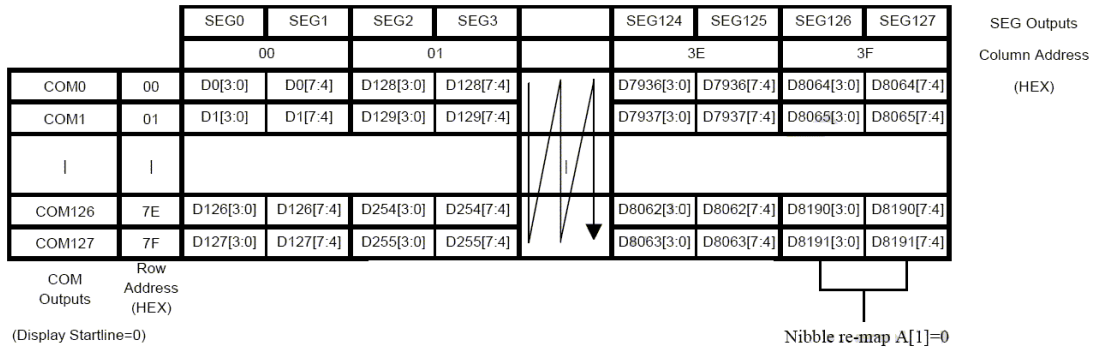 SEG0 SEG1 SEG2 SEG3 SEG124 SEG125 SEG126 SEG127 SEG Outputs
00 01 3E 3F Column Address
COM0 00 D0[3:0] D0[7:4] D128[3:0] D128[7:4] D7936[3:0] D7936[7:4] D8064[3:0] D8064[7:4] (HEX)
COM1 01 D1[3:0] D1[7:4] D129[3:0] D129[7:4] D7937[3:0] D7937[7:4] D8065[3:0] D8065[7:4]
| | |
COM126 7E D126[3:0] D126[7:4] D254[3:0] D254[7:4] D8062[3:0] D8062[7:4] D8190[3:0] D8190[7:4]
COM127 7F D127[3:0] D127[7:4] D255[3:0] D255[7:4] D8063[3:0] D8063[7:4] D8191[3:0] D8191[7:4]
COM
Outputs
Row
Address
(HEX)
(Display Startline=0)
Nibble re-map A[1]=0